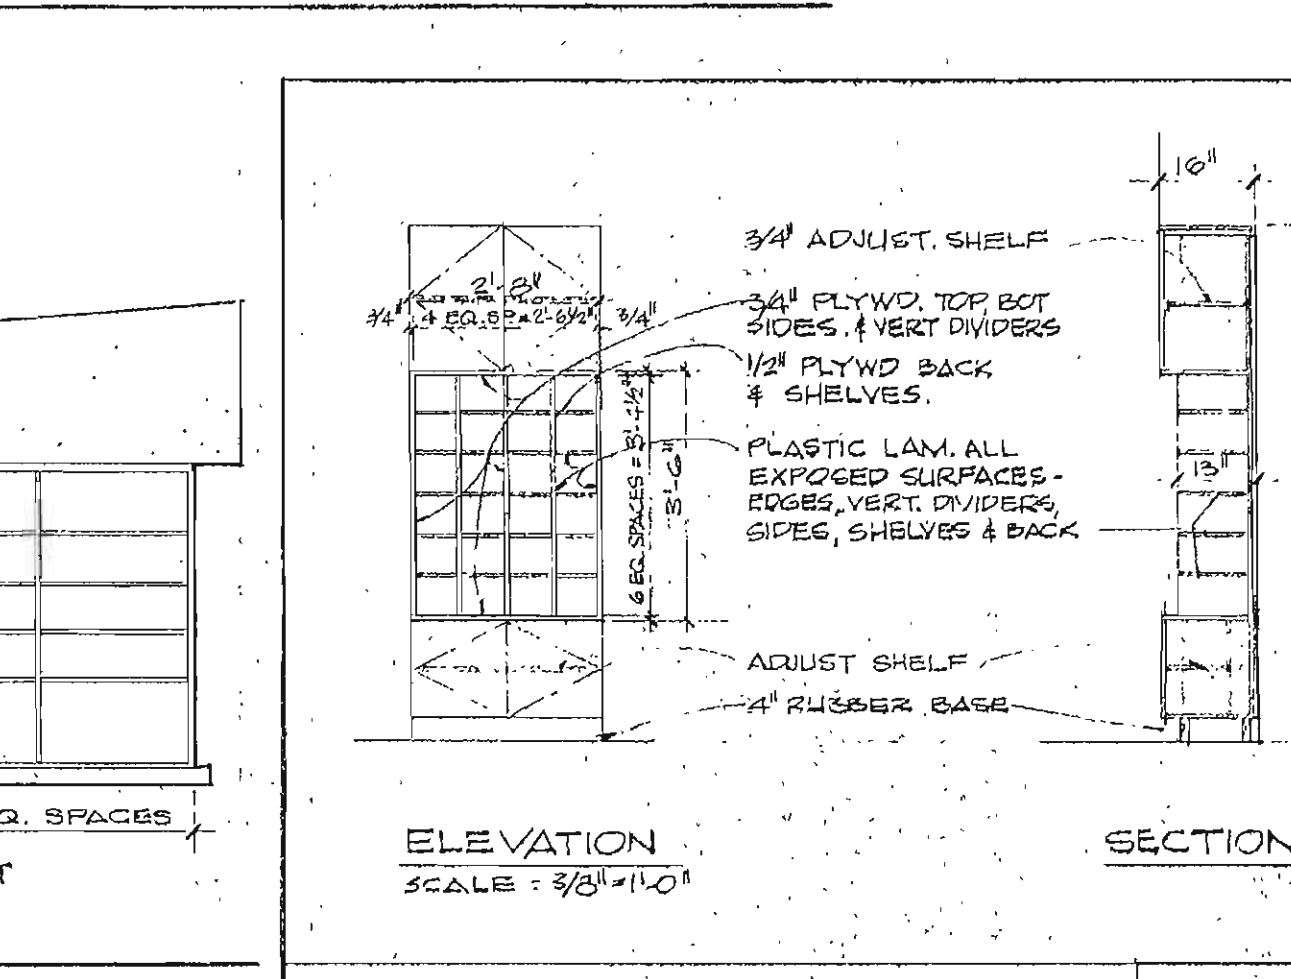 16"
3/4" ADJUST. SHELF
2'-8"
3/4"
4 EQ. SP = 2'-6 1/2"
3/4"
3/4" PLYWD. TOP, BOT
SIDES. & VERT DIVIDERS
1/2" PLYWD BACK
& SHELVES.
6 EQ. SPACES = 3'-4 1/2"
3'-6"
PLASTIC LAM. ALL
EXPOSED SURFACES -
EDGES, VERT. DIVIDERS,
SIDES, SHELVES & BACK
13"
ADJUST SHELF
4" RUBBER BASE
Q. SPACES
T
ELEVATION
SCALE = 3/8"=1'-0"
SECTION